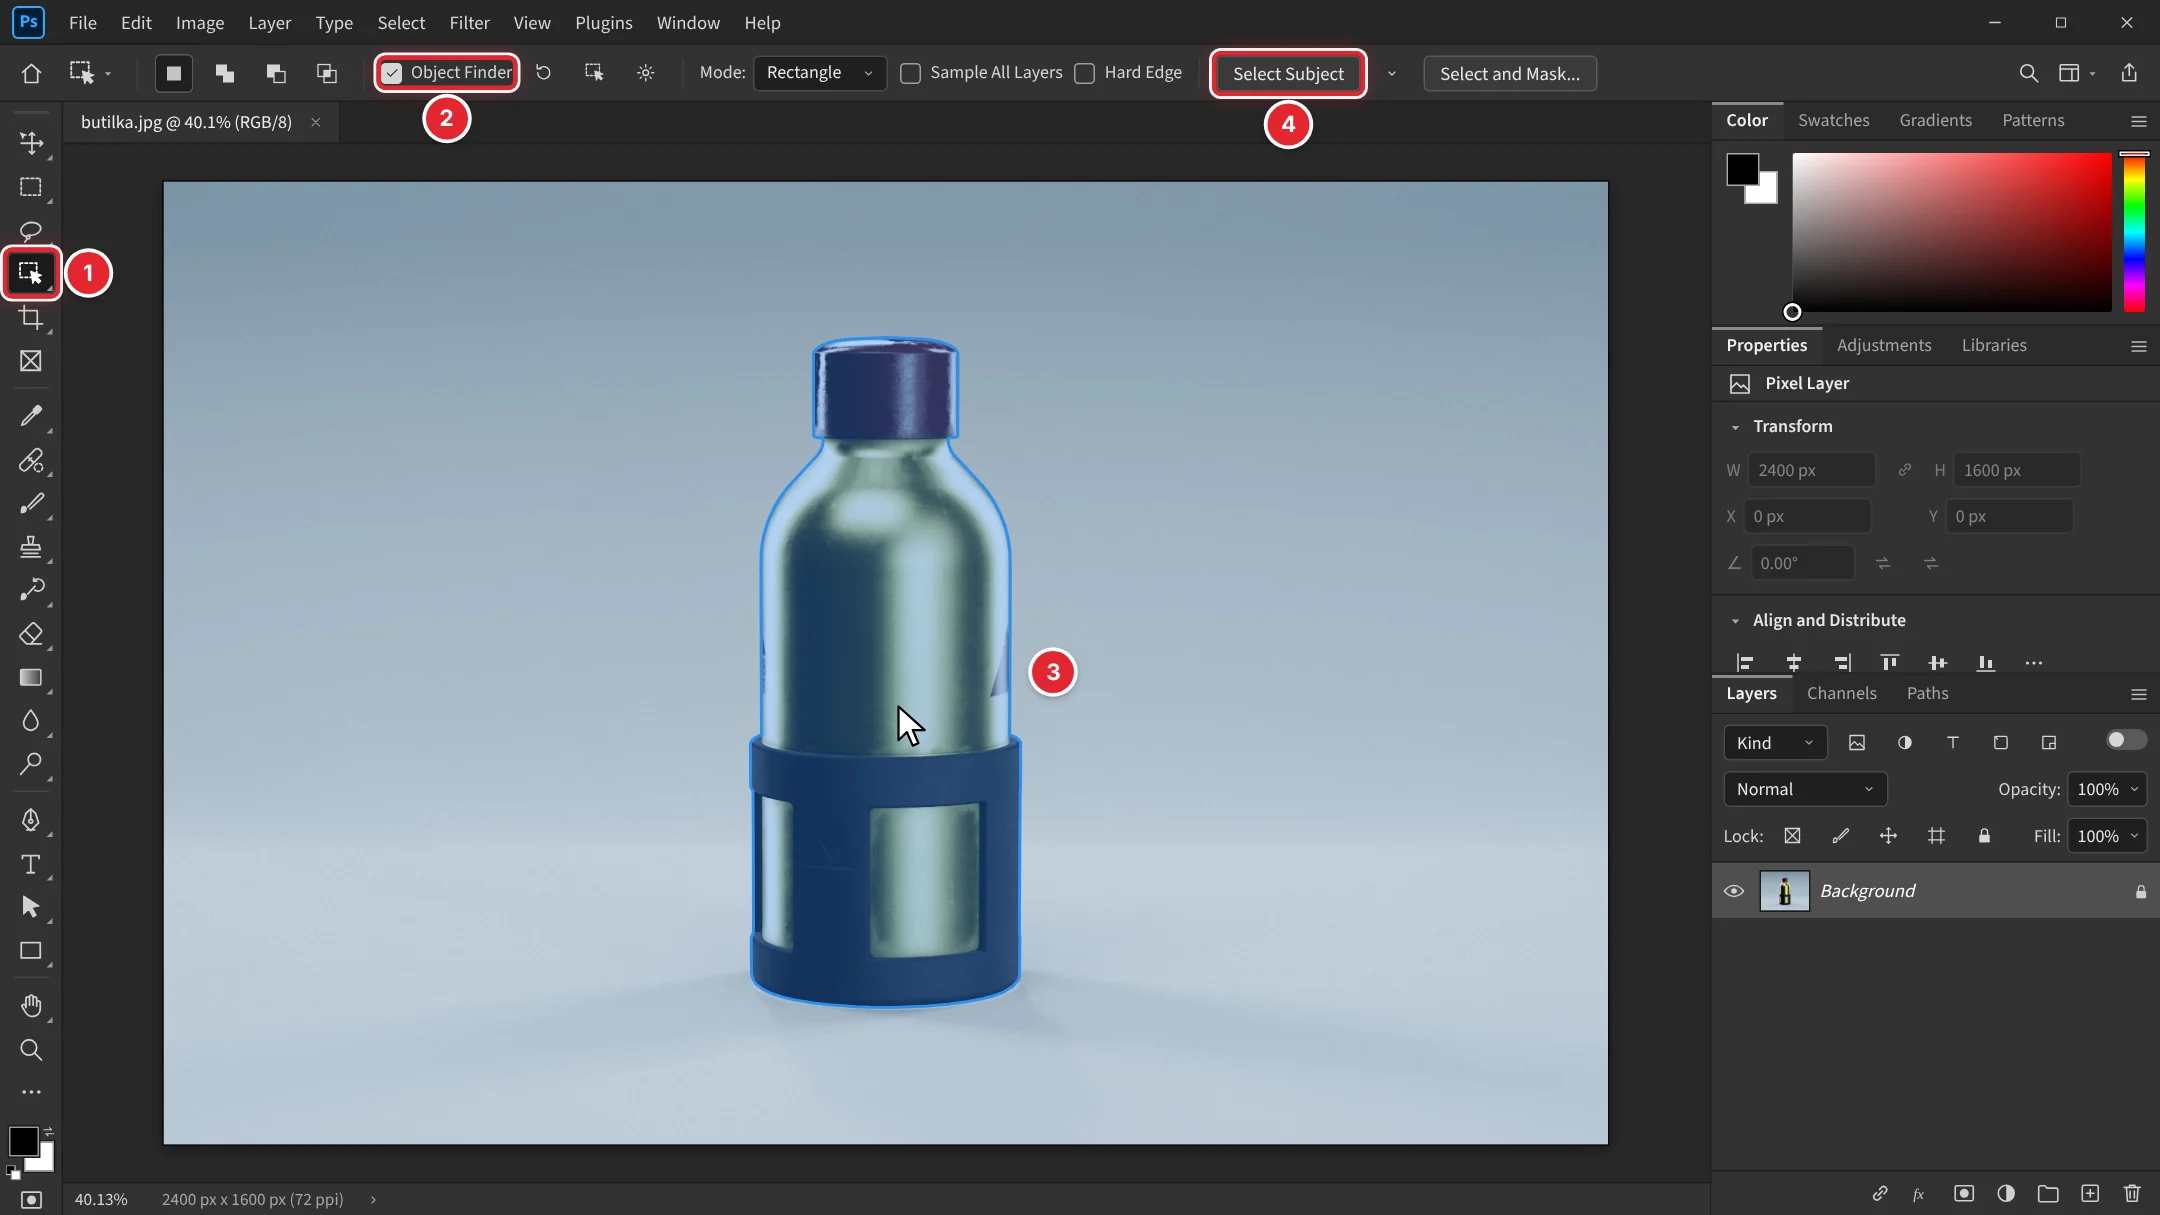 Ps File Edit Image Layer Type Select Filter View Plugins Window Help
Object Finder Mode: Rectangle Sample All Layers Hard Edge Select Subject Select and Mask...
2
4
butilka.jpg @ 40.1% (RGB/8)
1
3
Color Swatches Gradients Patterns
Properties Adjustments Libraries
Pixel Layer
Transform
W 2400 px H 1600 px
X 0 px Y 0 px
0.00°
Align and Distribute
Layers Channels Paths
Kind
Normal Opacity: 100%
Lock: Fill: 100%
Background
fx
40.13% 2400 px x 1600 px (72 ppi)